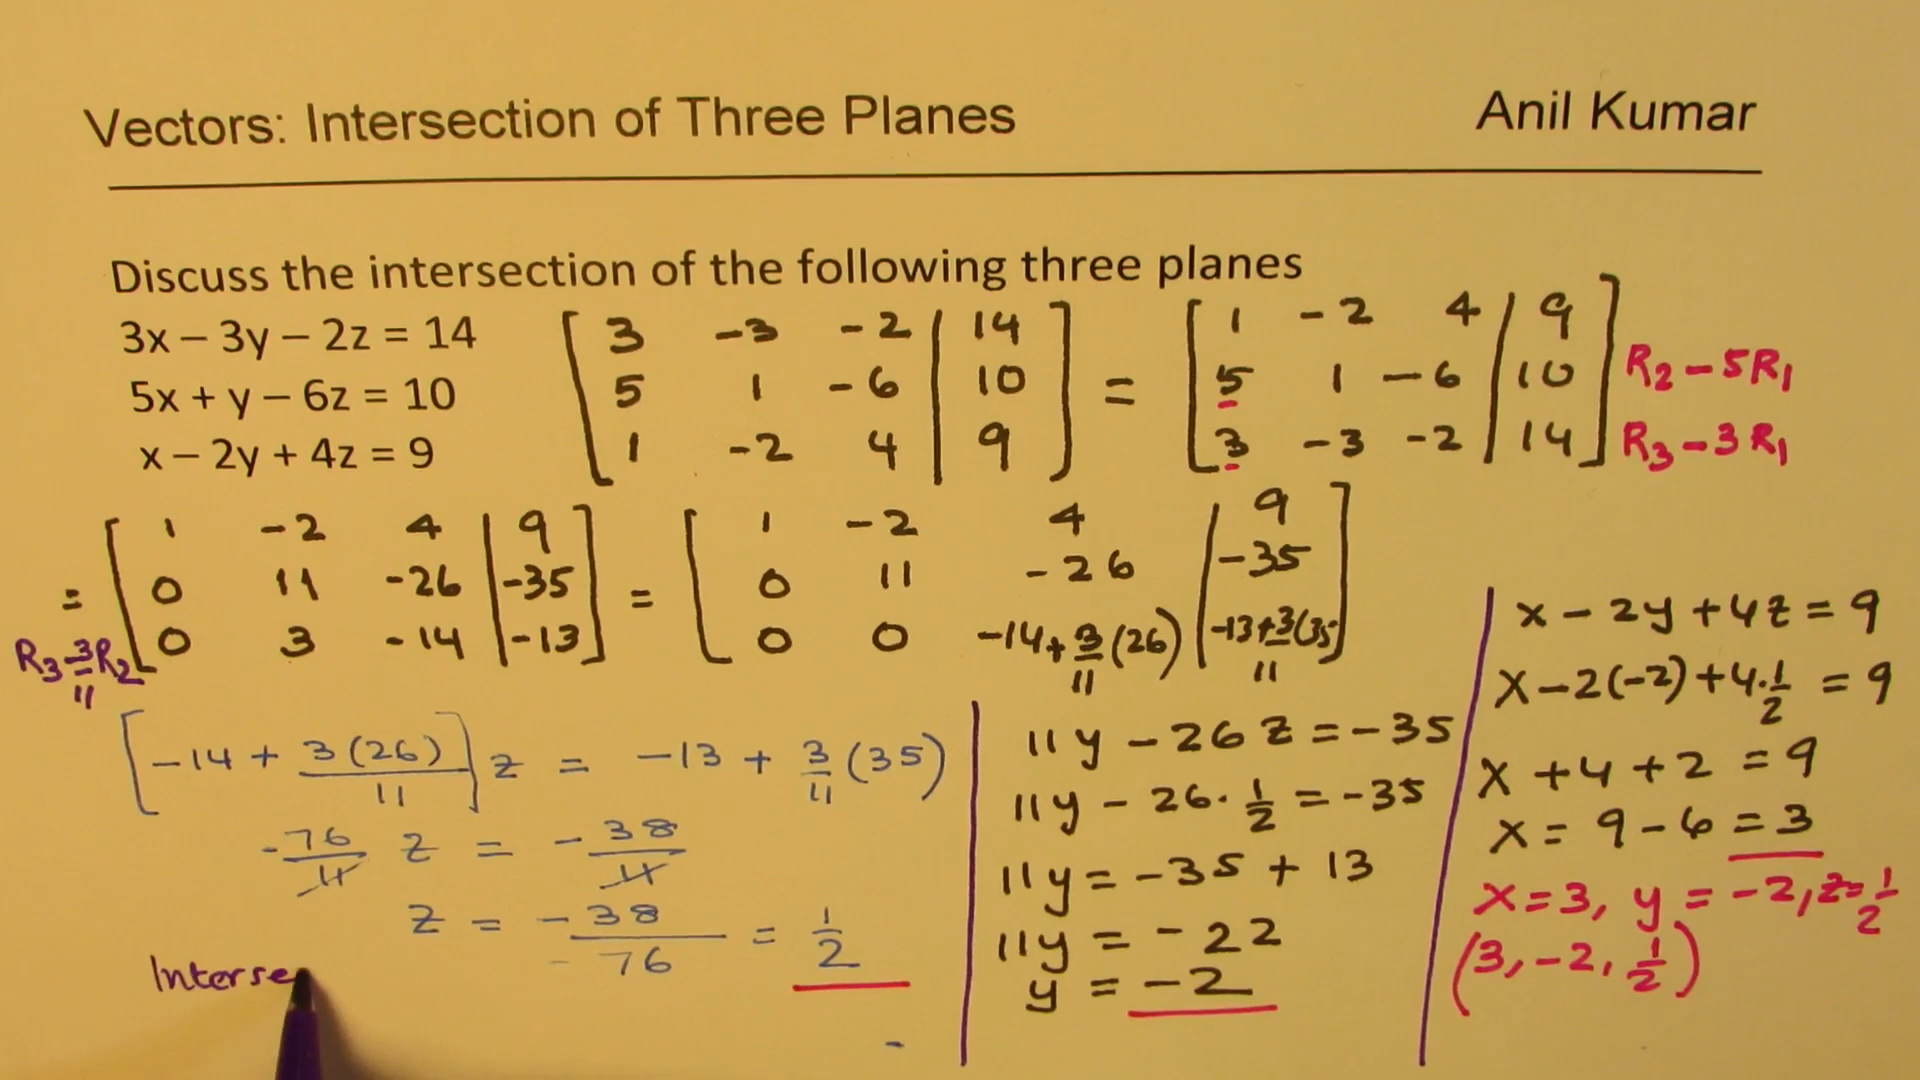 Vectors: Intersection of Three Planes Anil Kumar
Discuss the intersection of the following three planes
3x – 3y – 2z = 14
5x + y – 6z = 10
x – 2y + 4z = 9
[ 3 -3 -2 | 14 ]
5 1 -6 | 10
1 -2 4 | 9
=
[ 1 -2 4 | 9 ]
5 1 -6 | 10 R2 - 5R1
3 -3 -2 | 14 R3 - 3R1
=
[ 1 -2 4 | 9 ]
0 11 -26 | -35
0 3 -14 | -13
R3 - 3/11 R2
=
[ 1 -2 4 | 9 ]
0 11 -26 | -35
0 0 -14 + 3/11 (26) | -13 + 3/11 (35)
[ -14 + 3(26)/11 ] z = -13 + 3/11 (35)
-76/11 z = -38/11
z = -38/-76 = 1/2
Interse
11y - 26z = -35
11y - 26 · 1/2 = -35
11y = -35 + 13
11y = -22
y = -2
x - 2y + 4z = 9
x - 2(-2) + 4 · 1/2 = 9
x + 4 + 2 = 9
x = 9 - 6 = 3
x = 3, y = -2, z = 1/2
(3, -2, 1/2)